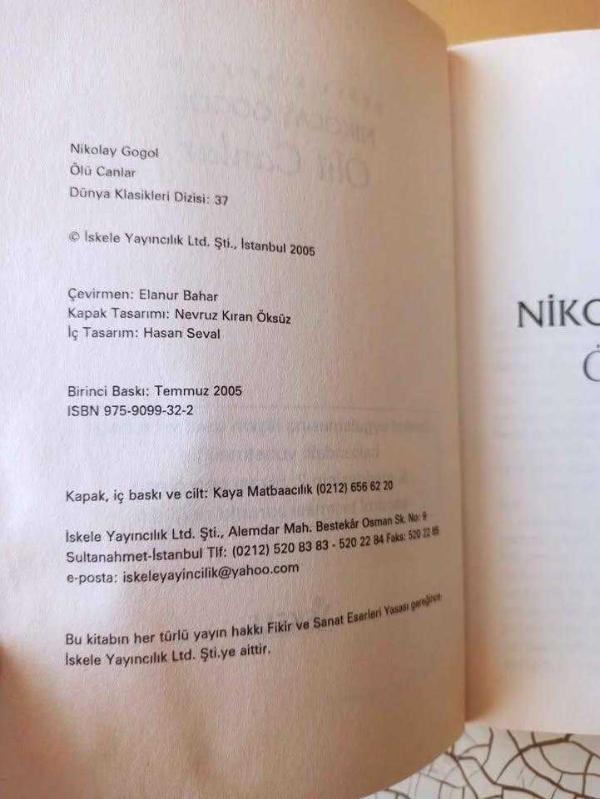 Nikolay Gogol
Ölü Canlar
Dünya Klasikleri Dizisi: 37
© İskele Yayıncılık Ltd. Şti., İstanbul 2005
Çevirmen: Elanur Bahar
Kapak Tasarımı: Nevruz Kıran Öksüz
İç Tasarım: Hasan Seval
Birinci Baskı: Temmuz 2005
ISBN 975-9099-32-2
Kapak, iç baskı ve cilt: Kaya Matbaacılık (0212) 656 62 20
İskele Yayıncılık Ltd. Şti., Alemdar Mah. Bestekâr Osman Sk. No: 9
Sultanahmet-İstanbul Tlf: (0212) 520 83 83 - 520 22 84 Faks: 520 22 85
e-posta: iskeleyayincilik@yahoo.com
Bu kitabın her türlü yayın hakkı Fikir ve Sanat Eserleri Yasası gereğince
İskele Yayıncılık Ltd. Şti.ye aittir.
NİKO
Ö